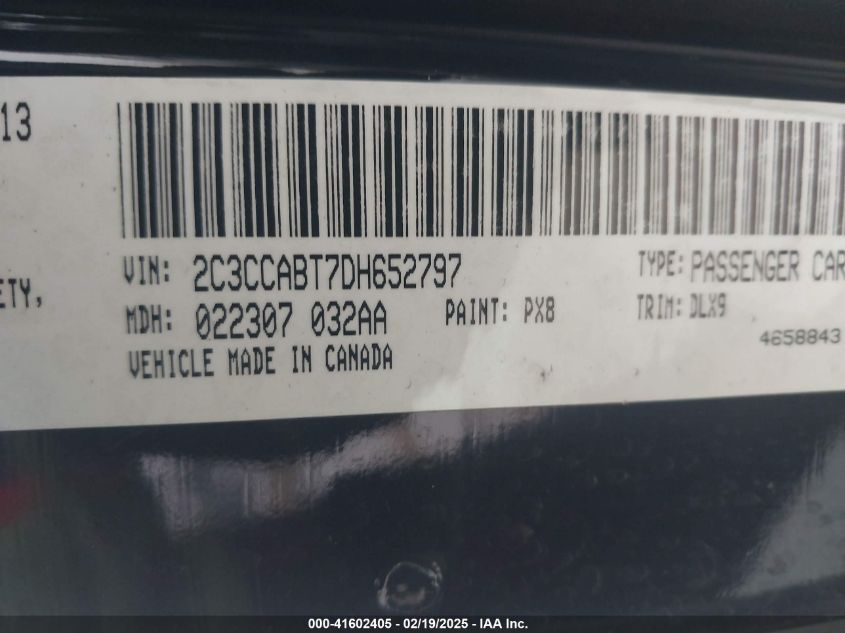 13
ETY,
VIN: 2C3CCABT7DH652797 TYPE: PASSENGER CAR
MDH: 022307 032AA PAINT: PX8 TRIM: DLX9
4658843
VEHICLE MADE IN CANADA
000-41602405 - 02/19/2025 - IAA Inc.